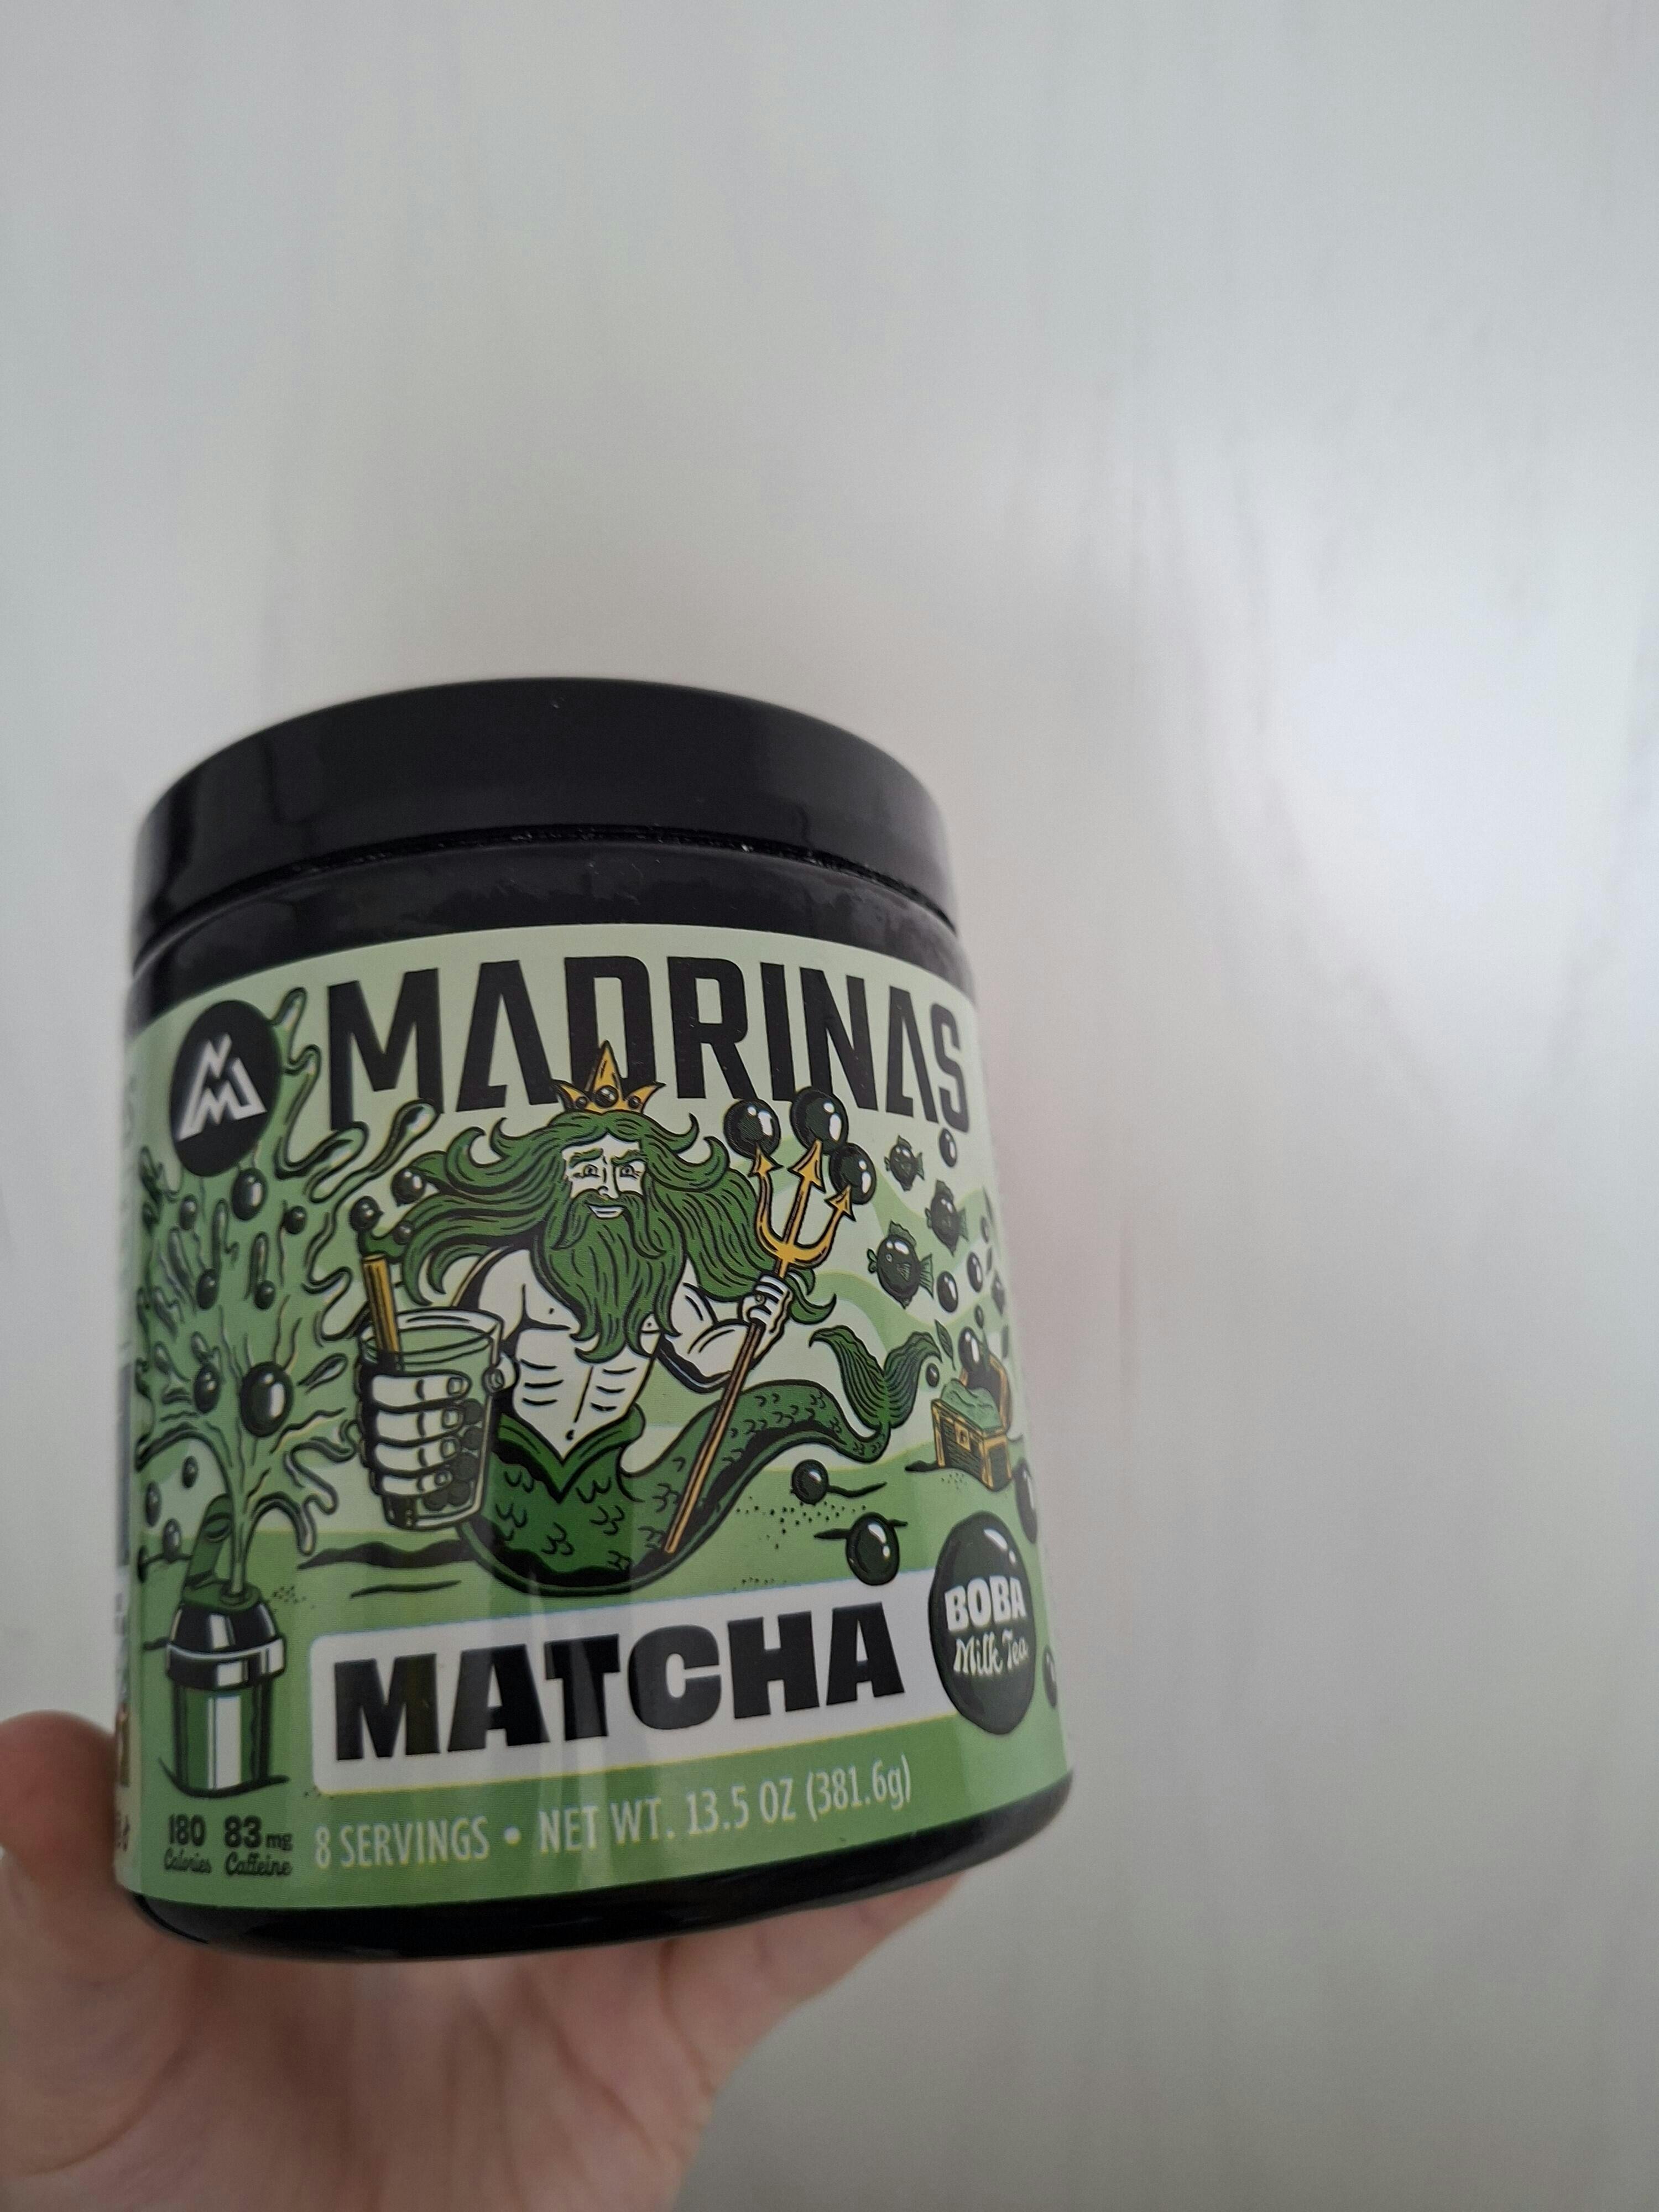 MADRINAS
MATCHA
BOBA
Milk Tea
180 Calories
83mg Caffeine
8 SERVINGS • NET WT. 13.5 OZ (381.6g)